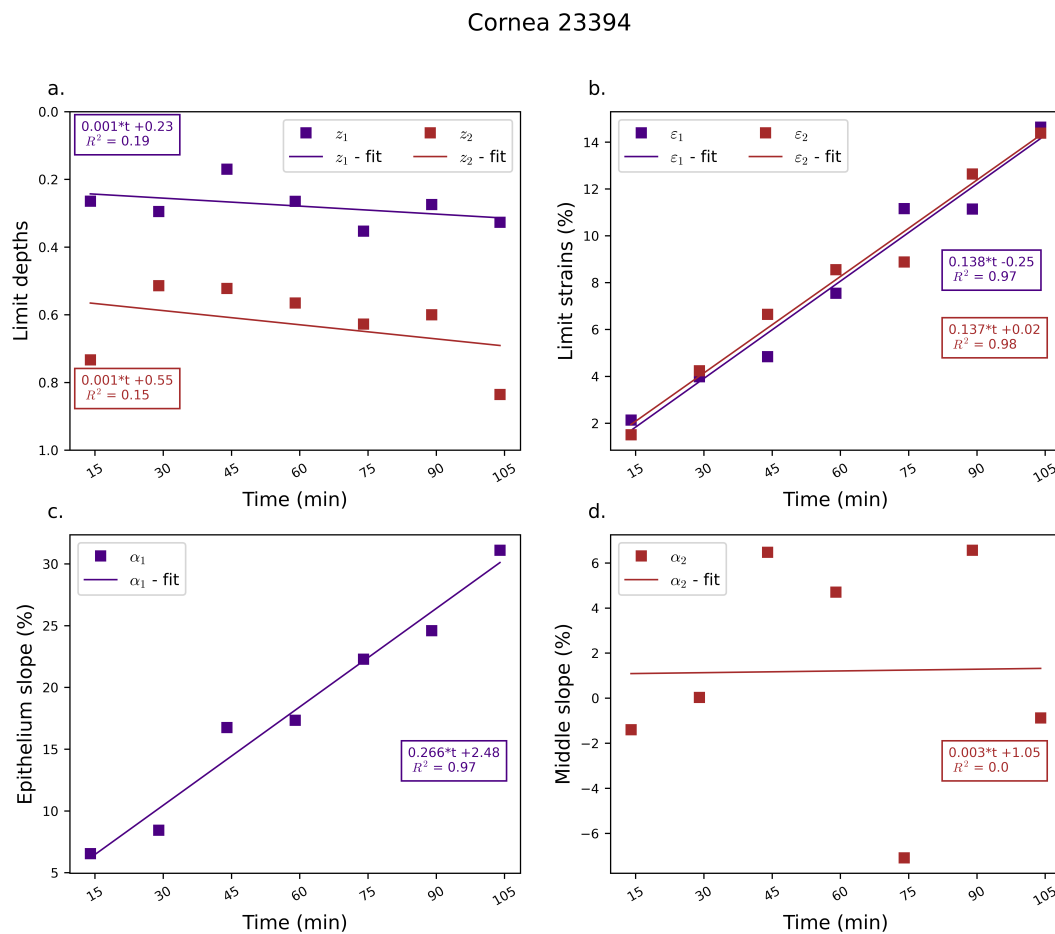 Cornea 23394
a.
0.001*t +0.23
R² = 0.19
z₁
z₁ - fit
z₂
z₂ - fit
0.001*t +0.55
R² = 0.15
0.0
0.2
0.4
0.6
0.8
1.0
Limit depths
15 30 45 60 75 90 105
Time (min)
b.
ε₁
ε₁ - fit
ε₂
ε₂ - fit
0.138*t -0.25
R² = 0.97
0.137*t +0.02
R² = 0.98
14
12
10
8
6
4
2
Limit strains (%)
15 30 45 60 75 90 105
Time (min)
c.
α₁
α₁ - fit
0.266*t +2.48
R² = 0.97
30
25
20
15
10
5
Epithelium slope (%)
15 30 45 60 75 90 105
Time (min)
d.
α₂
α₂ - fit
0.003*t +1.05
R² = 0.0
6
4
2
0
−2
−4
−6
Middle slope (%)
15 30 45 60 75 90 105
Time (min)